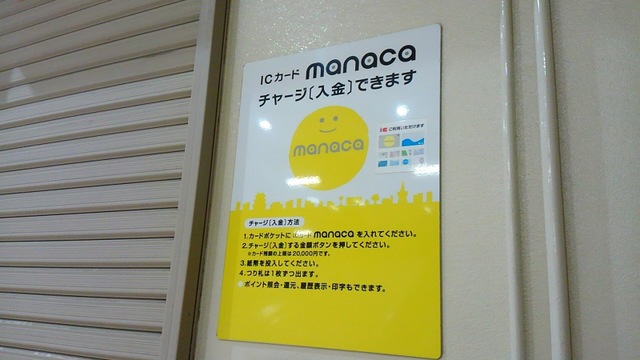 ICカード manaca
チャージ〔入金〕できます
manaca
ご利用いただけます
チャージ〔入金〕方法
1.カードポケットにICカード manaca を入れてください。
2.チャージ〔入金〕する金額ボタンを押してください。
※カード残額の上限は20,000円です。
3.紙幣を投入してください。
4.つり札は1枚ずつ出ます。
●ポイント照会・還元、履歴表示・印字もできます。